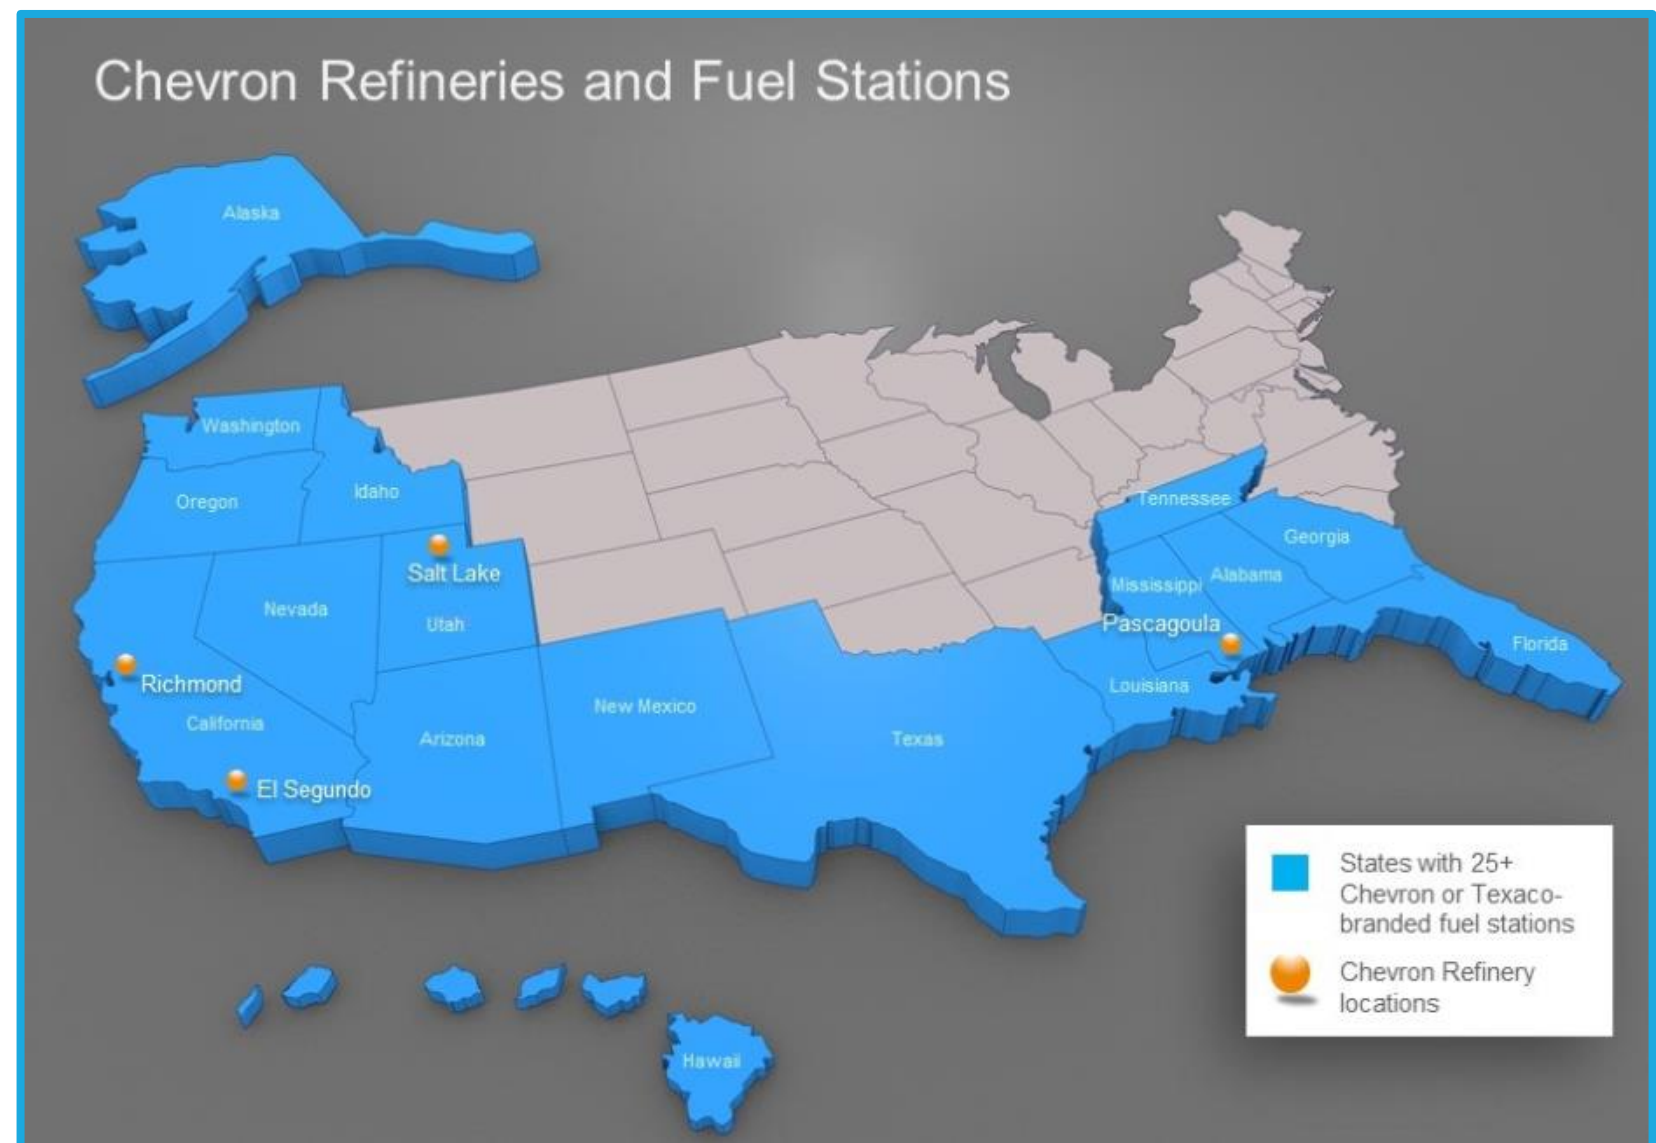 Chevron Refineries and Fuel Stations
Alaska
Washington
Oregon
Idaho
Tennessee
Georgia
Salt Lake
Mississippi
Alabama
Nevada
Utah
Pascagoula
Florida
Richmond
Louisiana
California
New Mexico
Arizona
Texas
El Segundo
States with 25+
Chevron or Texaco-
branded fuel stations
Chevron Refinery
locations
Hawaii